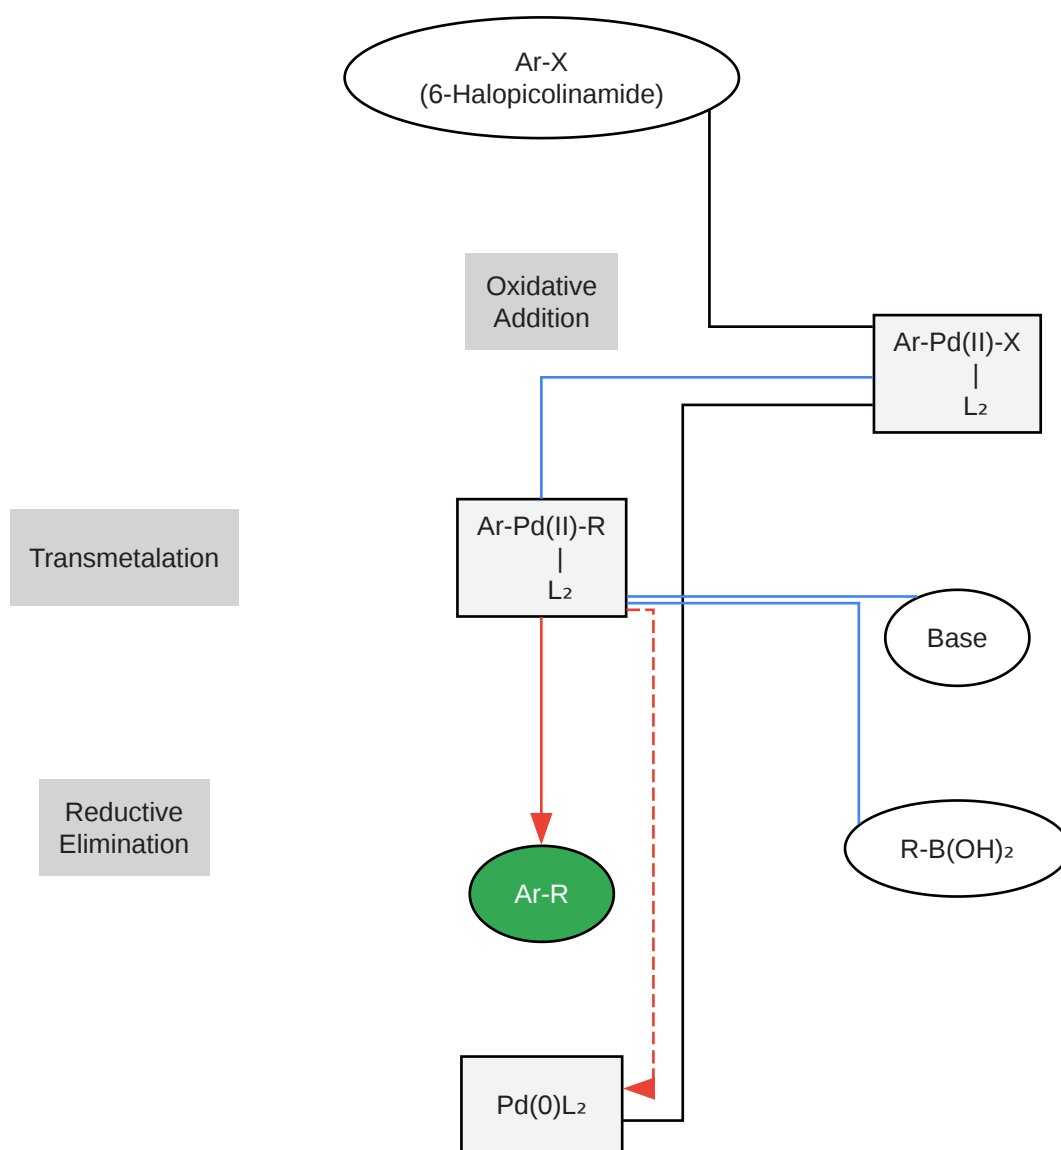 Ar-X
(6-Halopicolinamide)
Oxidative
Addition
Ar-Pd(II)-X
|
L₂
Ar-Pd(II)-R
|
L₂
Transmetalation
Base
Reductive
Elimination
R-B(OH)₂
Ar-R
Pd(0)L₂